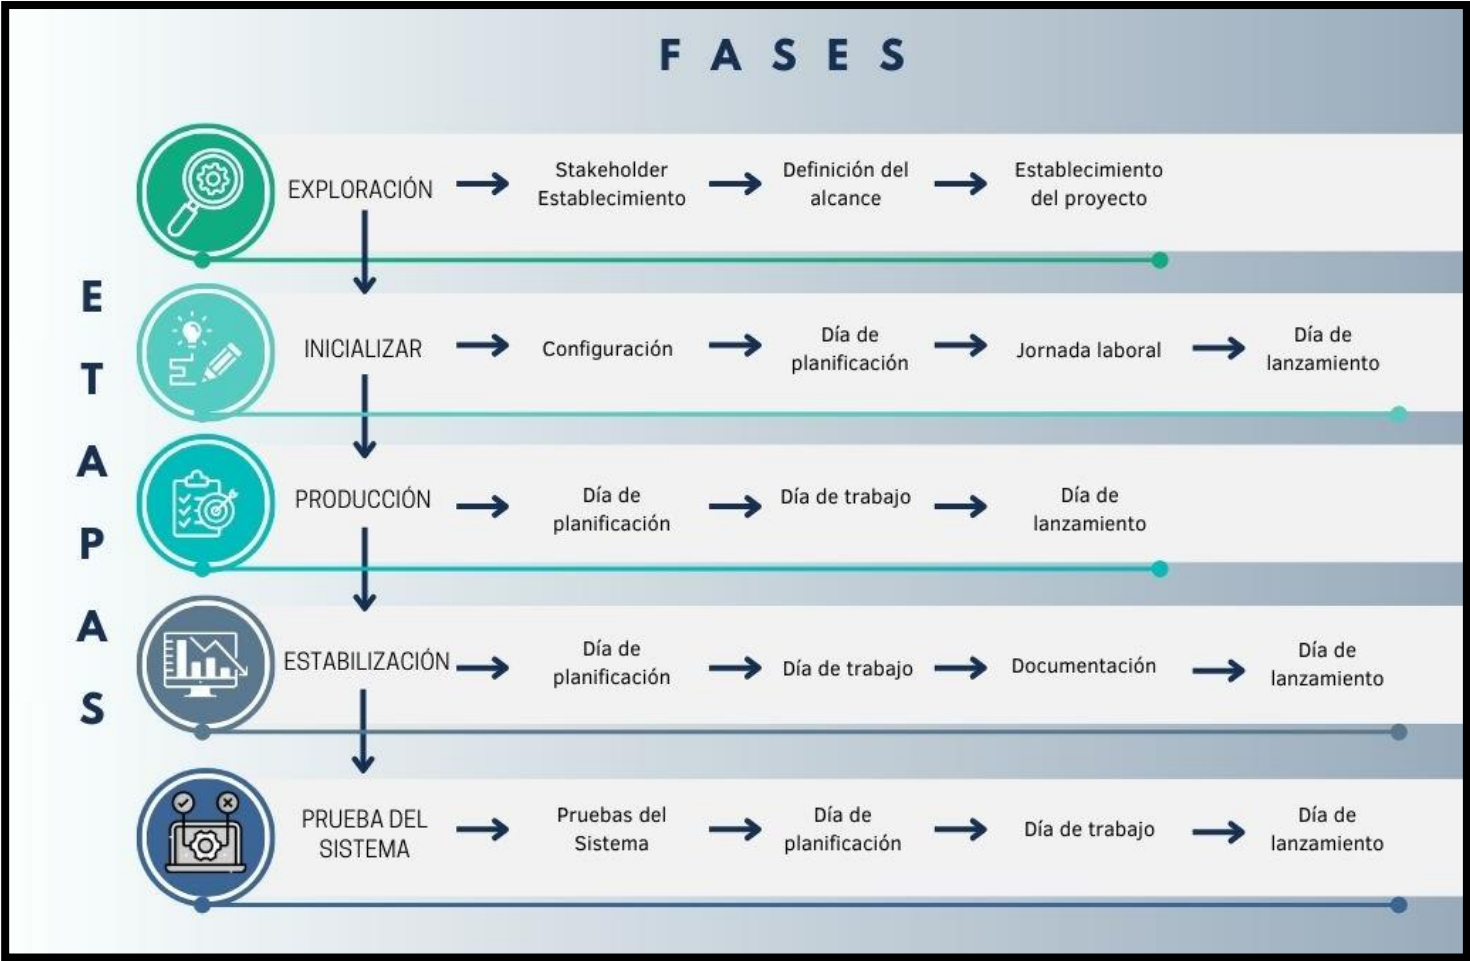 FASES
ETAPAS
EXPLORACIÓN
Stakeholder
Establecimiento
Definición del
alcance
Establecimiento
del proyecto
INICIALIZAR
Configuración
Día de
planificación
Jornada laboral
Día de
lanzamiento
PRODUCCIÓN
Día de
planificación
Día de trabajo
Día de
lanzamiento
ESTABILIZACIÓN
Día de
planificación
Día de trabajo
Documentación
Día de
lanzamiento
PRUEBA DEL
SISTEMA
Pruebas del
Sistema
Día de
planificación
Día de trabajo
Día de
lanzamiento